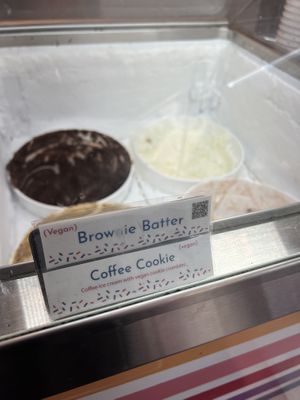 (Vegan)
Brownie Batter
(vegan)
Coffee Cookie
Coffee ice cream with vegan cookie crumbles